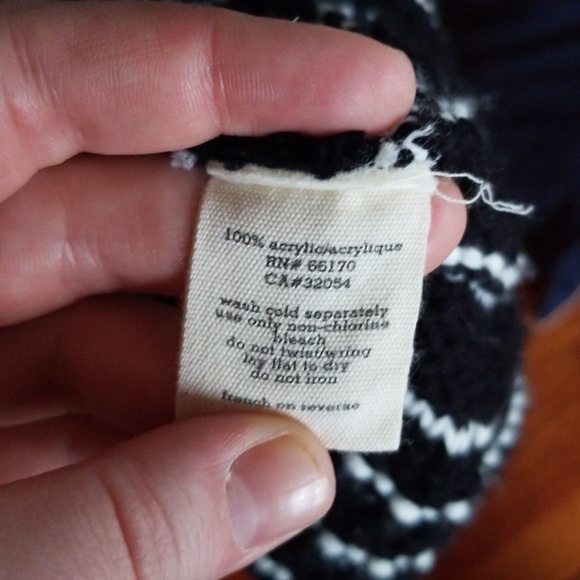 100% acrylic/acrylique
RN# 66170
CA#32054
wash cold separately
use only non-chlorine
bleach
do not twist/wring
lay flat to dry
do not iron
french on reverse